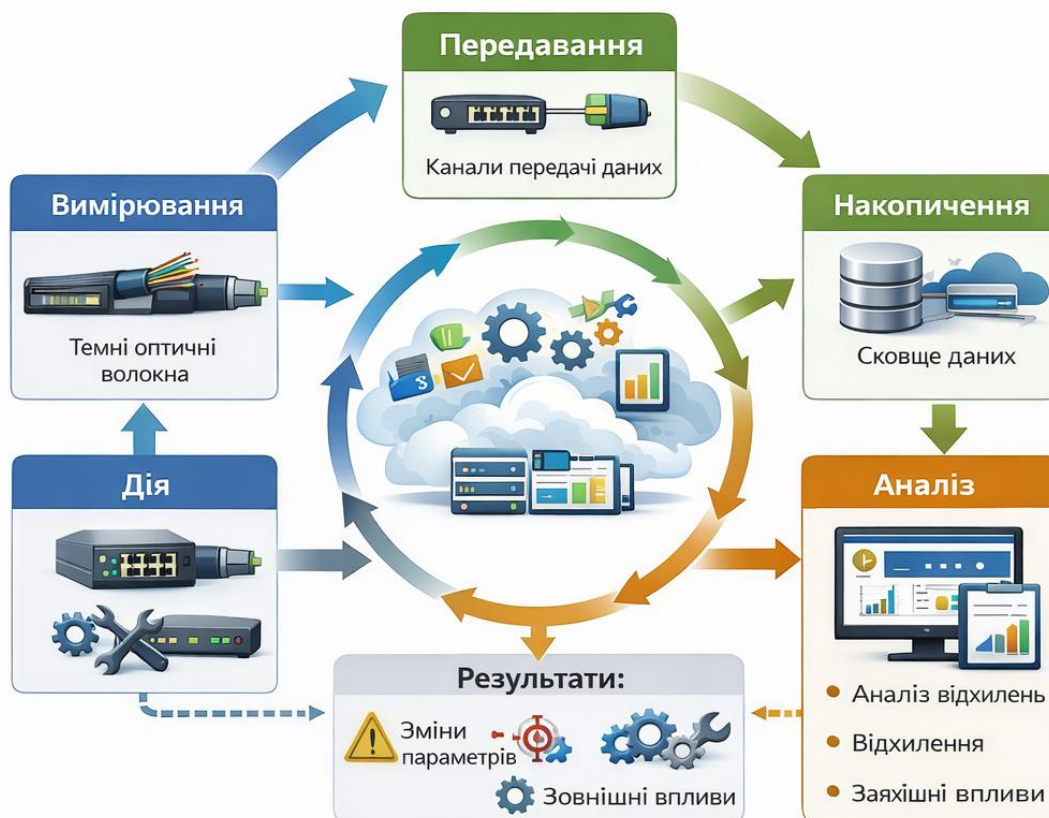 Передавання
Канали передачі даних
Вимірювання
Темні оптичні
волокна
Накопичення
Сковще даних
Дія
Аналіз
Аналіз відхилень
Відхилення
Заяхішні впливи
Результати:
Зміни
параметрів
Зовнішні впливи